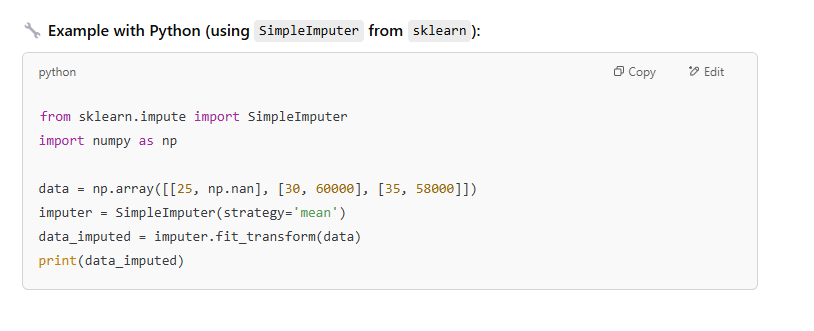 🔧 Example with Python (using SimpleImputer from sklearn):
python Copy Edit
from sklearn.impute import SimpleImputer
import numpy as np
data = np.array([[25, np.nan], [30, 60000], [35, 58000]])
imputer = SimpleImputer(strategy='mean')
data_imputed = imputer.fit_transform(data)
print(data_imputed)